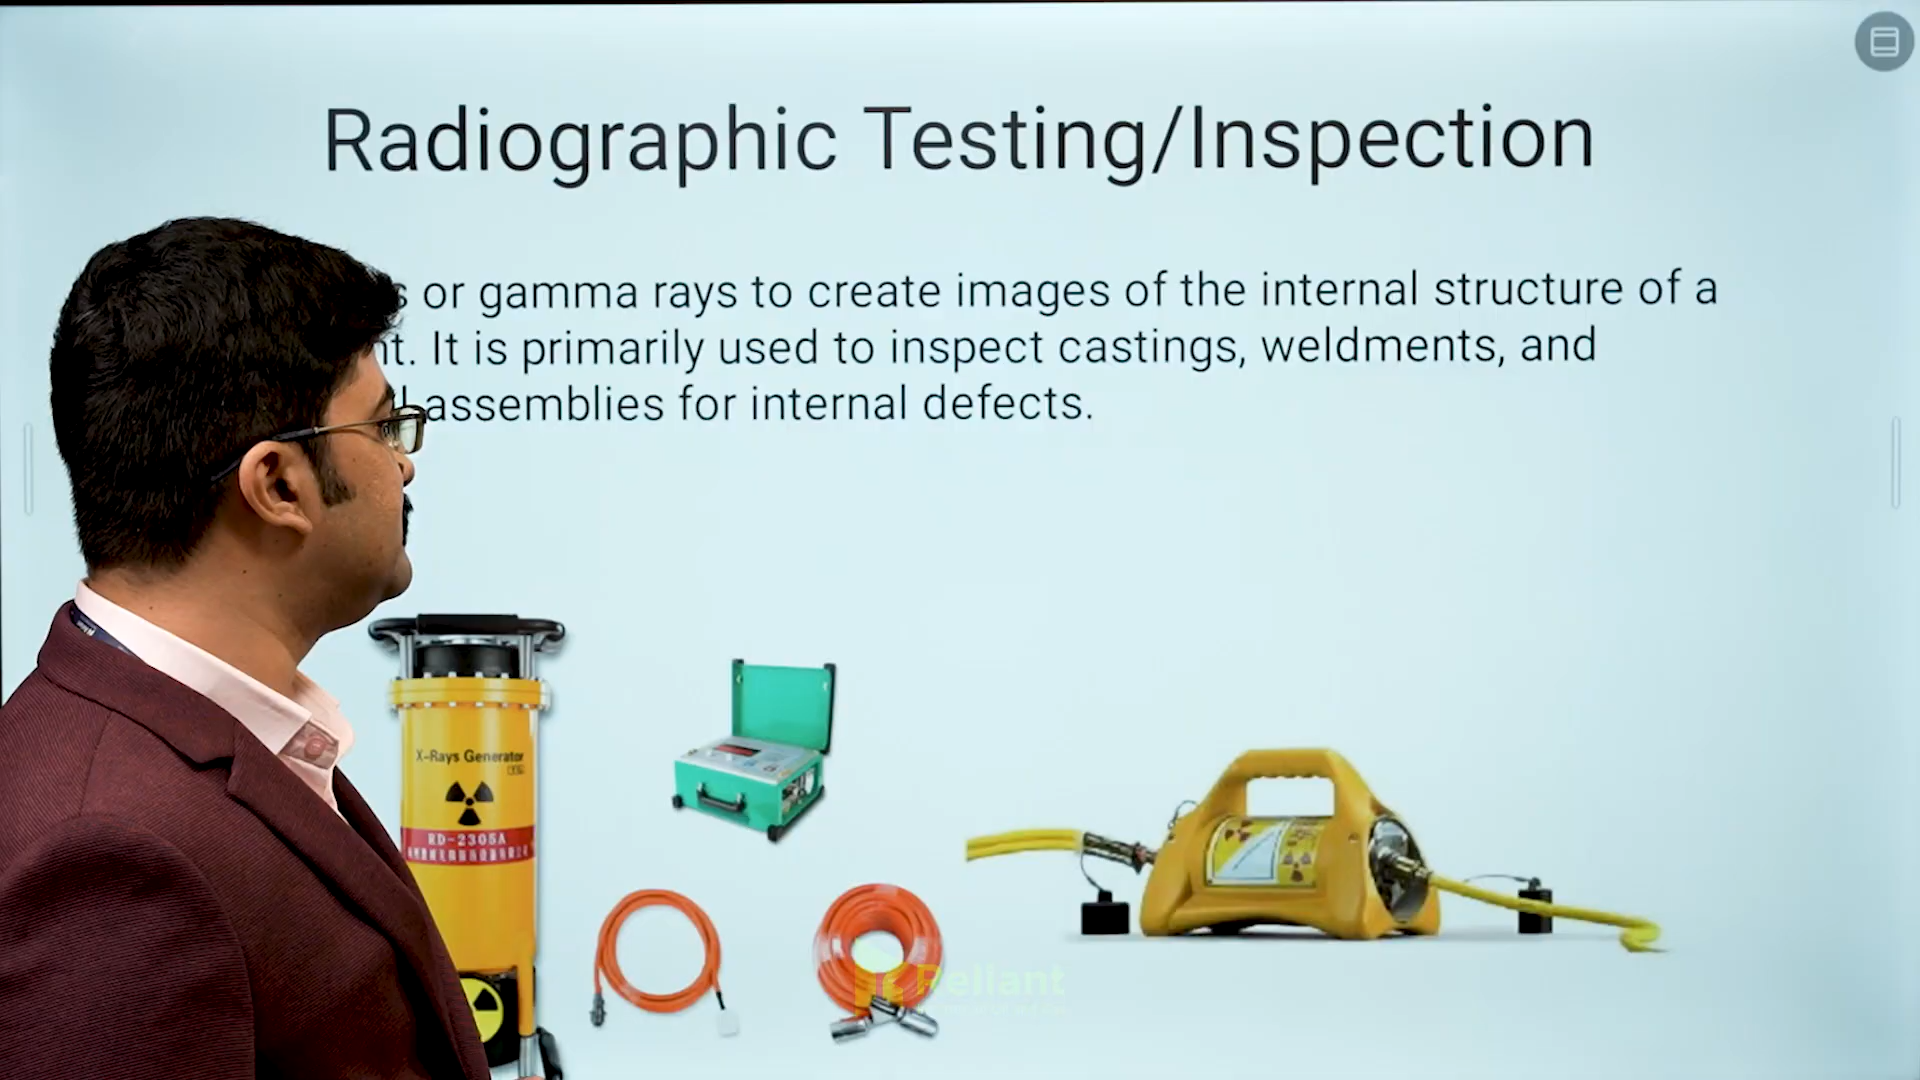 Radiographic Testing/Inspection
or gamma rays to create images of the internal structure of a
It is primarily used to inspect castings, weldments, and
assemblies for internal defects.
X-Rays Generator
RD-2305A
Reliant